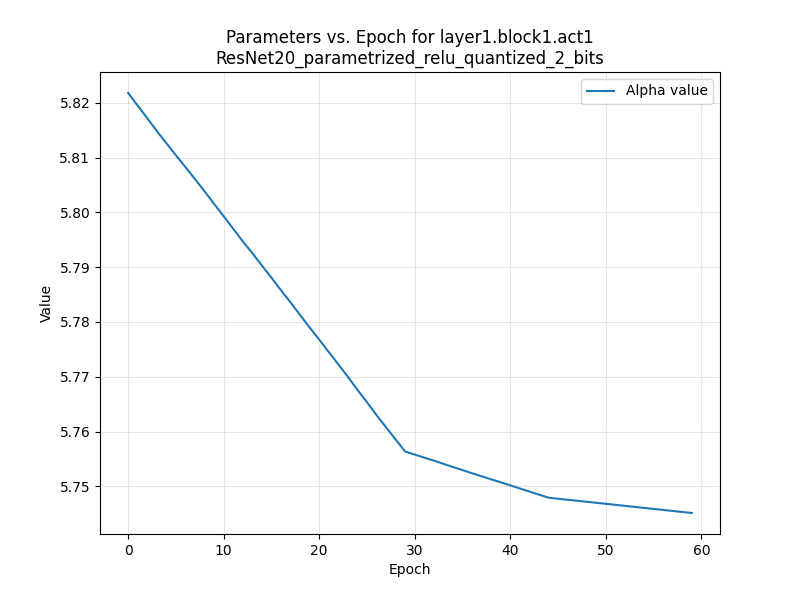 Parameters vs. Epoch for layer1.block1.act1
ResNet20_parametrized_relu_quantized_2_bits
Alpha value
5.82
5.81
5.80
5.79
5.78
5.77
5.76
5.75
Value
0 10 20 30 40 50 60
Epoch